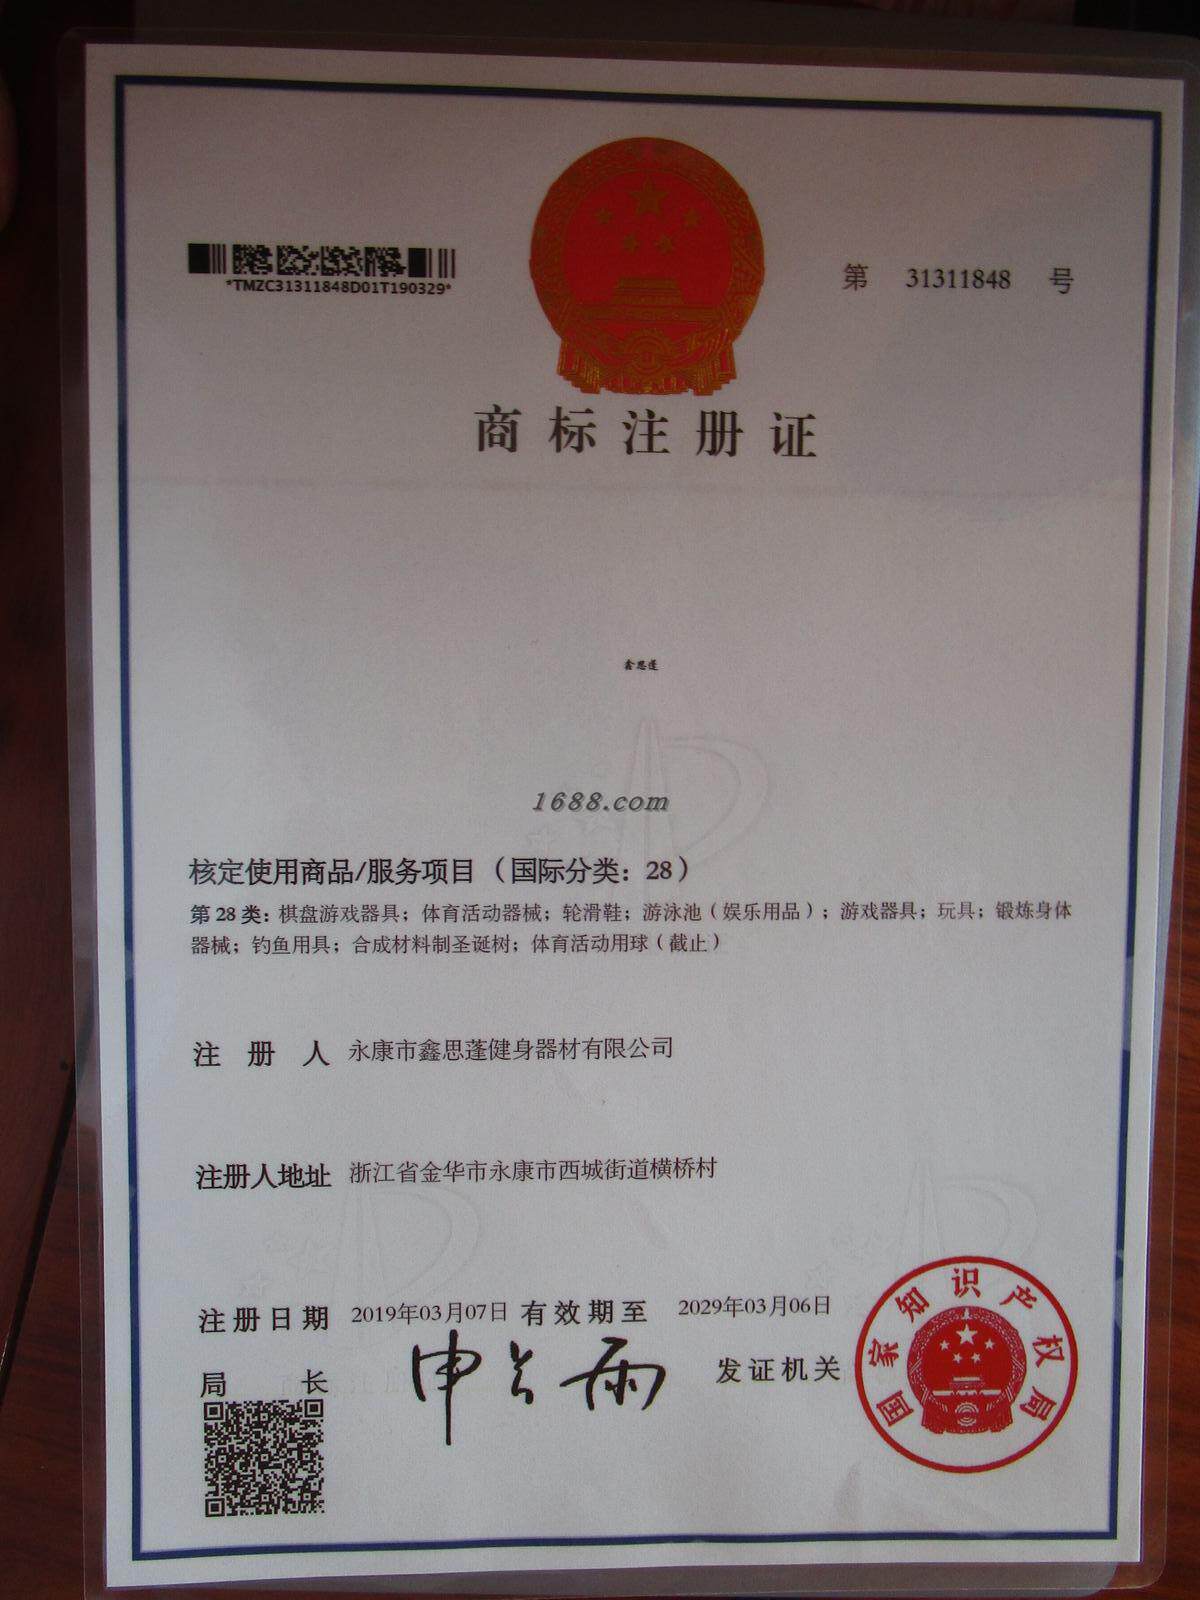 *TMZC31311848D01T190329*
第 31311848 号
商标注册证
鑫思蓬
1688.com
核定使用商品/服务项目（国际分类：28）
第 28 类：棋盘游戏器具；体育活动器械；轮滑鞋；游泳池（娱乐用品）；游戏器具；玩具；锻炼身体
器械；钓鱼用具；合成材料制圣诞树；体育活动用球（截止）
注册人 永康市鑫思蓬健身器材有限公司
注册人地址 浙江省金华市永康市西城街道横桥村
注册日期 2019年03月07日 有效期至 2029年03月06日
局长 申长雨 发证机关
国家知识产权局